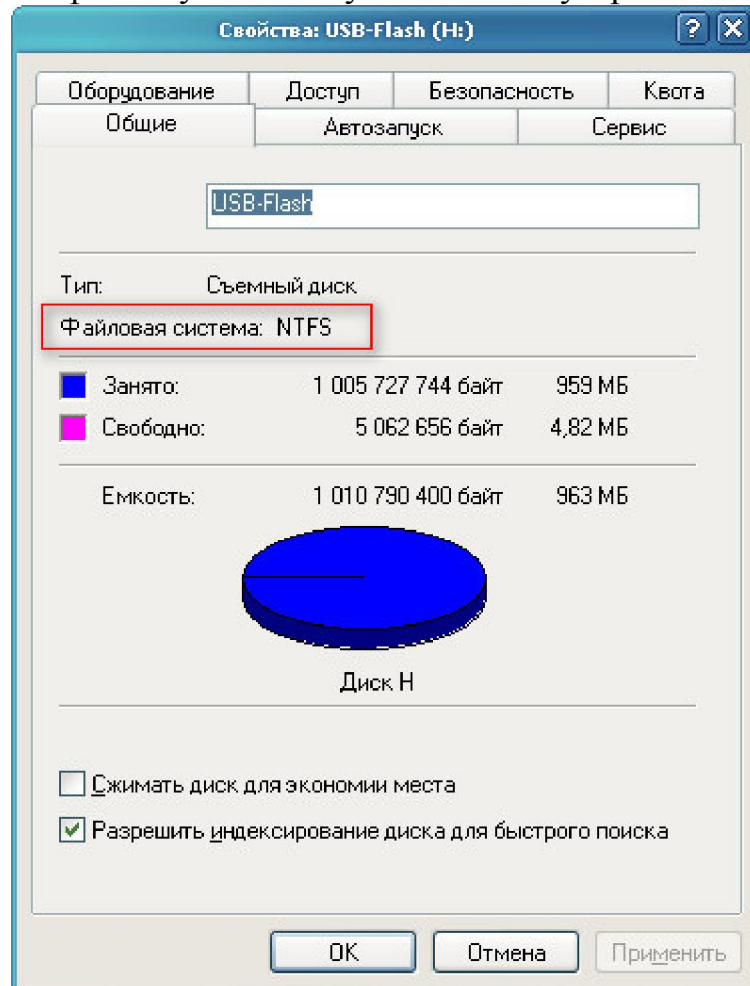 Свойства: USB-Flash (H:)
Оборудование Доступ Безопасность Квота
Общие Автозапуск Сервис
USB-Flash
Тип: Съемный диск
Файловая система: NTFS
Занято: 1 005 727 744 байт 959 МБ
Свободно: 5 062 656 байт 4,82 МБ
Емкость: 1 010 790 400 байт 963 МБ
Диск H
Сжимать диск для экономии места
Разрешить индексирование диска для быстрого поиска
OK Отмена Применить